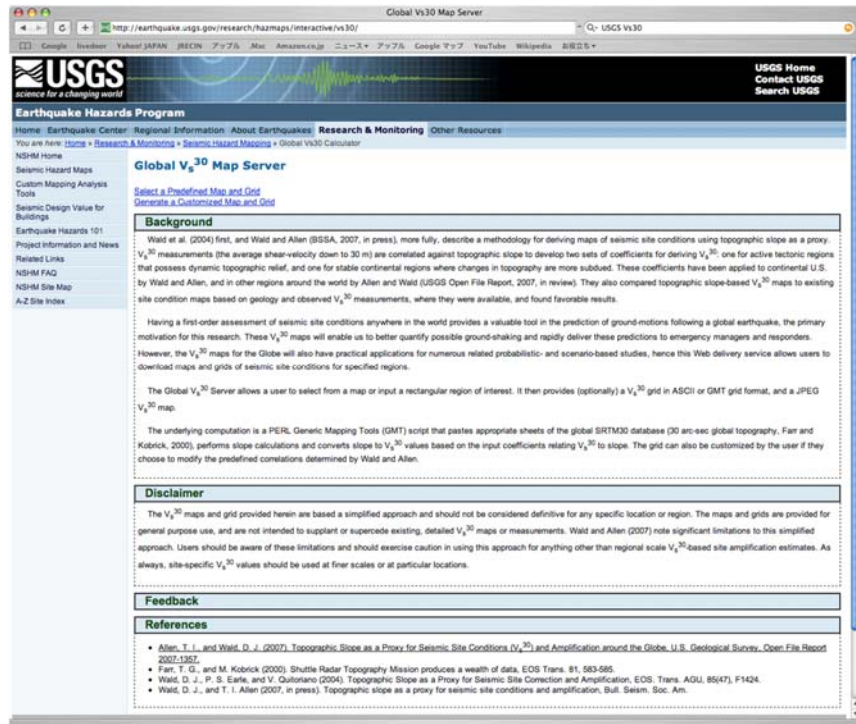 Global Vs30 Map Server
http://earthquake.usgs.gov/research/hazmaps/interactive/vs30/
USGS Vs30
Google livedoor Yahoo! JAPAN JRECIN アップル .Mac Amazon.co.jp ニュース▾ アップル Google マップ YouTube Wikipedia お役立ち▾
USGS
science for a changing world
USGS Home
Contact USGS
Search USGS
Earthquake Hazards Program
Home Earthquake Center Regional Information About Earthquakes Research & Monitoring Other Resources
You are here: Home » Research & Monitoring » Seismic Hazard Mapping » Global Vs30 Calculator
NSHM Home
Seismic Hazard Maps
Custom Mapping Analysis
Tools
Seismic Design Value for
Buildings
Earthquake Hazards 101
Project Information and News
Related Links
NSHM FAQ
NSHM Site Map
A-Z Site Index
Global Vs30 Map Server
Select a Predefined Map and Grid
Generate a Customized Map and Grid
Background
Wald et al. (2004) first, and Wald and Allen (BSSA, 2007, in press), more fully, describe a methodology for deriving maps of seismic site conditions using topographic slope as a proxy.
Vs30 measurements (the average shear-velocity down to 30 m) are correlated against topographic slope to develop two sets of coefficients for deriving Vs30: one for active tectonic regions
that possess dynamic topographic relief, and one for stable continental regions where changes in topography are more subdued. These coefficients have been applied to continental U.S.
by Wald and Allen, and in other regions around the world by Allen and Wald (USGS Open File Report, 2007, in review). They also compared topographic slope-based Vs30 maps to existing
site condition maps based on geology and observed Vs30 measurements, where they were available, and found favorable results.
Having a first-order assessment of seismic site conditions anywhere in the world provides a valuable tool in the prediction of ground-motions following a global earthquake, the primary
motivation for this research. These Vs30 maps will enable us to better quantify possible ground-shaking and rapidly deliver these predictions to emergency managers and responders.
However, the Vs30 maps for the Globe will also have practical applications for numerous related probabilistic- and scenario-based studies, hence this Web delivery service allows users to
download maps and grids of seismic site conditions for specified regions.
The Global Vs30 Server allows a user to select from a map or input a rectangular region of interest. It then provides (optionally) a Vs30 grid in ASCII or GMT grid format, and a JPEG
Vs30 map.
The underlying computation is a PERL Generic Mapping Tools (GMT) script that pastes appropriate sheets of the global SRTM30 database (30 arc-sec global topography, Farr and
Kobrick, 2000), performs slope calculations and converts slope to Vs30 values based on the input coefficients relating Vs30 to slope. The grid can also be customized by the user if they
choose to modify the predefined correlations determined by Wald and Allen.
Disclaimer
The Vs30 maps and grid provided herein are based a simplified approach and should not be considered definitive for any specific location or region. The maps and grids are provided for
general purpose use, and are not intended to supplant or supercede existing, detailed Vs30 maps or measurements. Wald and Allen (2007) note significant limitations to this simplified
approach. Users should be aware of these limitations and should exercise caution in using this approach for anything other than regional scale Vs30-based site amplification estimates. As
always, site-specific Vs30 values should be used at finer scales or at particular locations.
Feedback
References
• Allen, T. I., and Wald, D. J. (2007). Topographic Slope as a Proxy for Seismic Site Conditions (Vs30) and Amplification around the Globe, U.S. Geological Survey, Open File Report
2007-1357.
• Farr, T. G., and M. Kobrick (2000). Shuttle Radar Topography Mission produces a wealth of data, EOS Trans. 81, 583-585.
• Wald, D. J., P. S. Earle, and V. Quitoriano (2004). Topographic Slope as a Proxy for Seismic Site Correction and Amplification, EOS. Trans. AGU, 85(47), F1424.
• Wald, D. J., and T. I. Allen (2007, in press). Topographic slope as a proxy for seismic site conditions and amplification, Bull. Seism. Soc. Am.